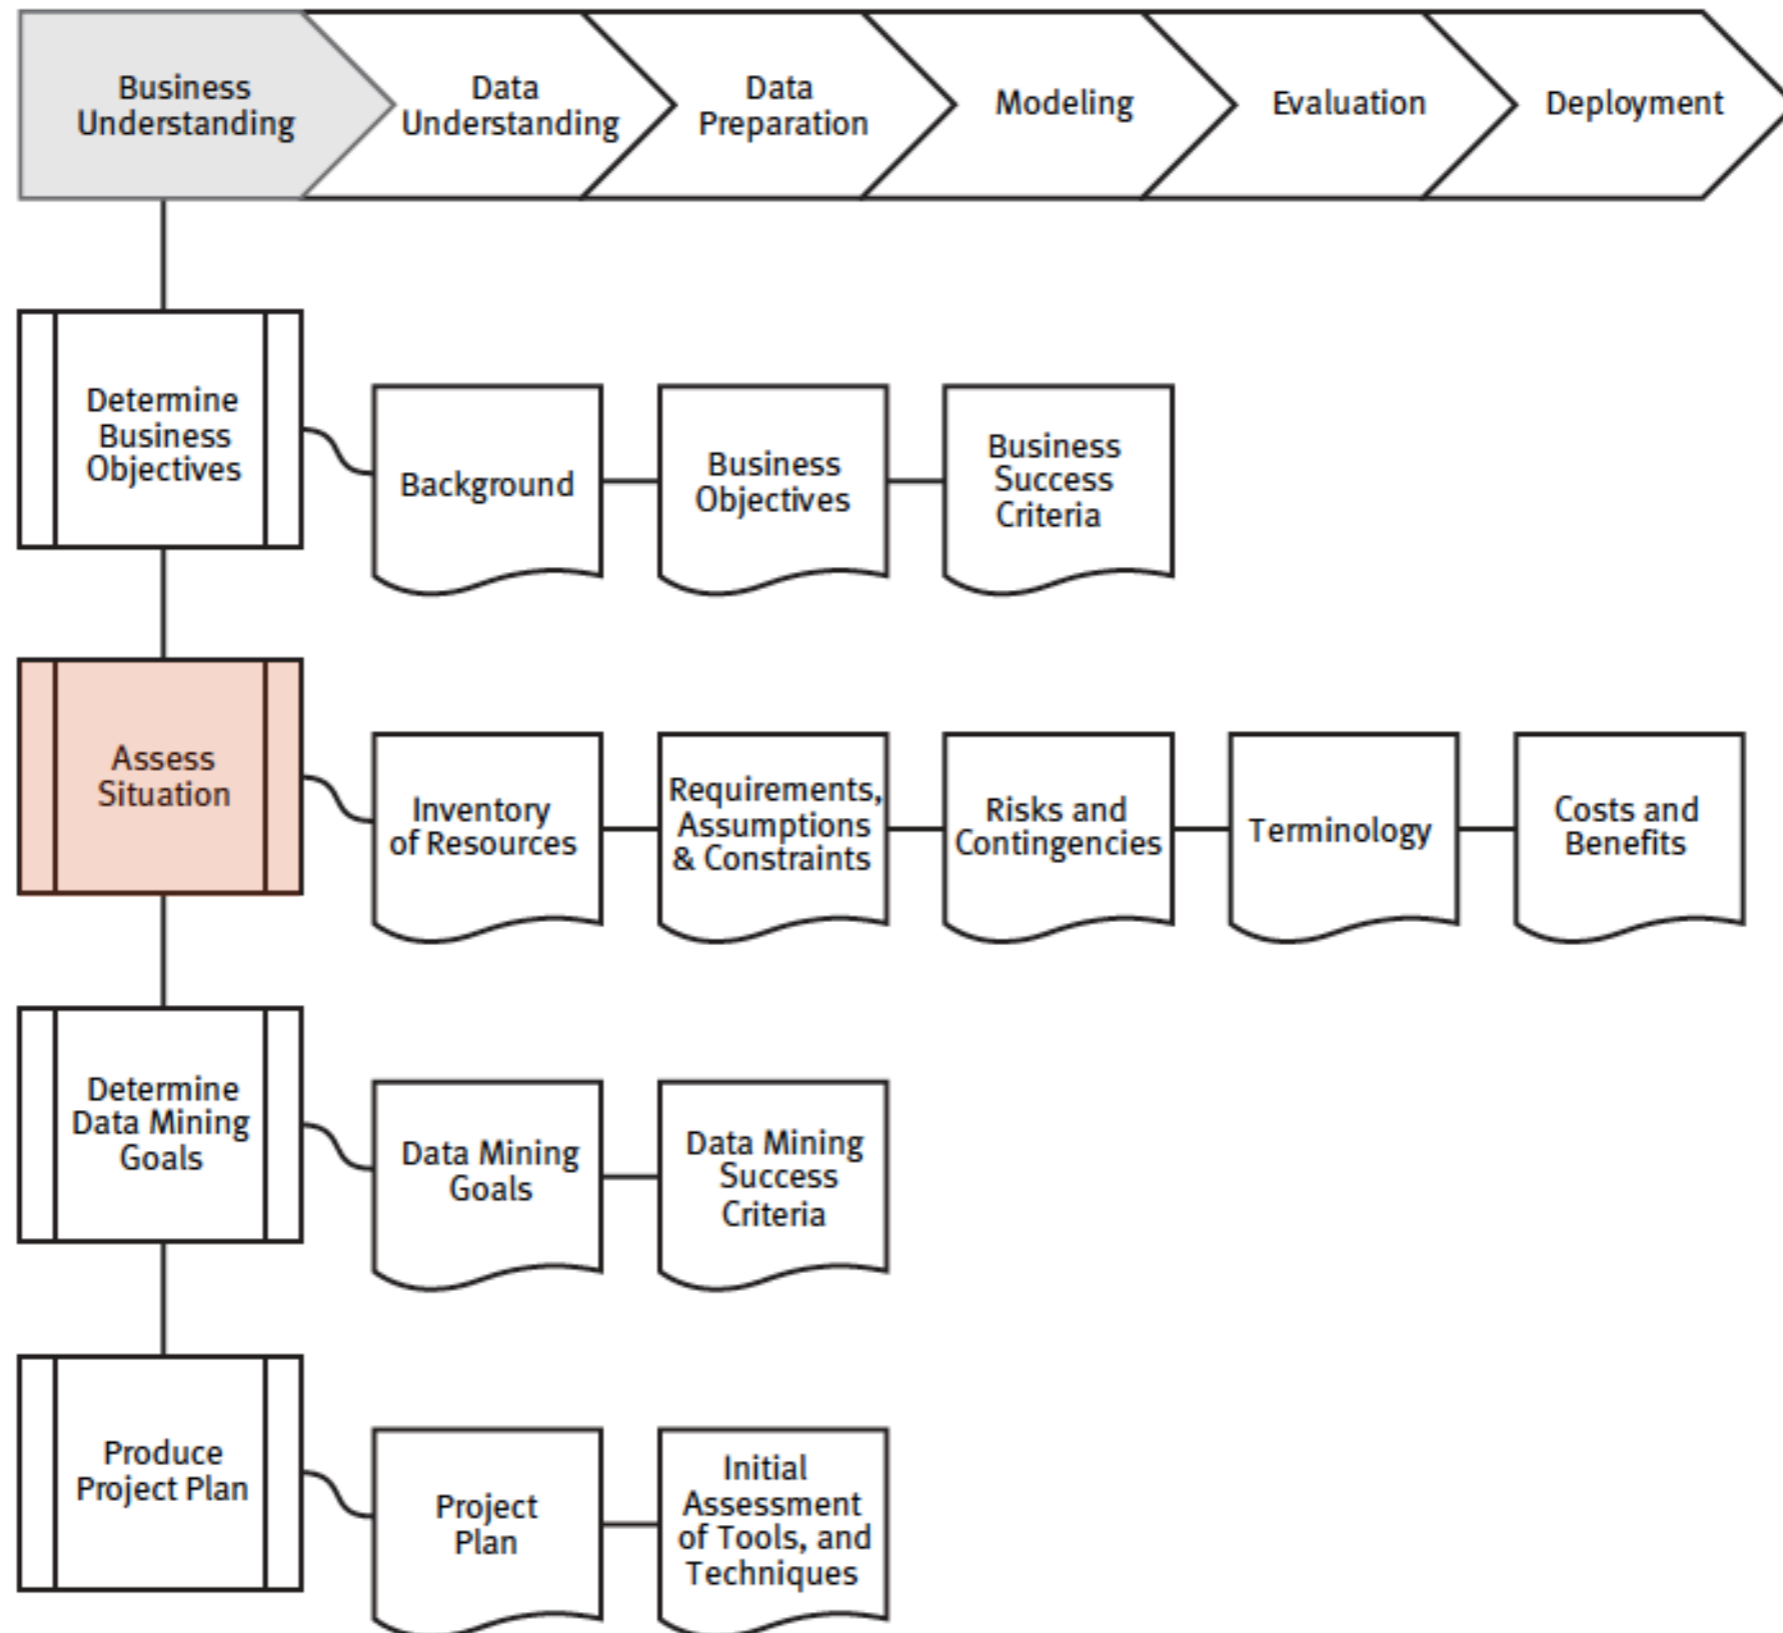 Business
Understanding
Data
Understanding
Data
Preparation
Modeling
Evaluation
Deployment
Determine
Business
Objectives
Background
Business
Objectives
Business
Success
Criteria
Assess
Situation
Inventory
of Resources
Requirements,
Assumptions
& Constraints
Risks and
Contingencies
Terminology
Costs and
Benefits
Determine
Data Mining
Goals
Data Mining
Goals
Data Mining
Success
Criteria
Produce
Project Plan
Project
Plan
Initial
Assessment
of Tools, and
Techniques